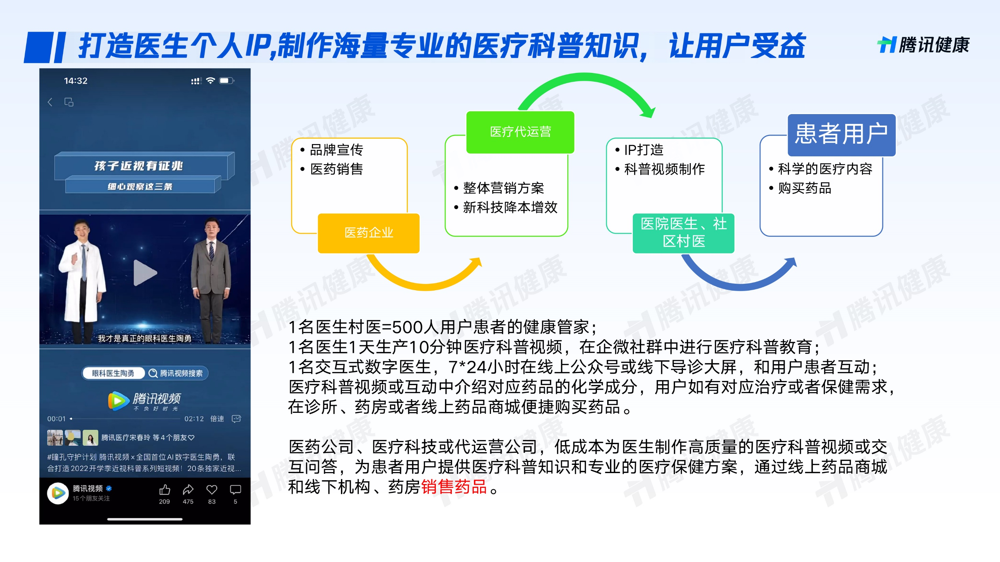 打造医生个人IP,制作海量专业的医疗科普知识，让用户受益
腾讯健康
14:32
孩子近视有征兆
细心观察这三条
我才是真正的眼科医生陶勇
眼科医生陶勇 腾讯视频搜索
腾讯视频
不负好时光
00:01 02:12 倍速
腾讯医疗宋春玲 等4个朋友♡
#瞳孔守护计划 腾讯视频×全国首位AI数字医生陶勇，联
合打造2022开学季近视科普系列短视频！20条独家近视...
腾讯视频
15个朋友关注
209 475 83 5
• 品牌宣传
• 医药销售
医药企业
医疗代运营
• 整体营销方案
• 新科技降本增效
• IP打造
• 科普视频制作
医院医生、社
区村医
患者用户
• 科学的医疗内容
• 购买药品
1名医生村医=500人用户患者的健康管家；
1名医生1天生产10分钟医疗科普视频，在企微社群中进行医疗科普教育；
1名交互式数字医生，7*24小时在线上公众号或线下导诊大屏，和用户患者互动；
医疗科普视频或互动中介绍对应药品的化学成分，用户如有对应治疗或者保健需求，
在诊所、药房或者线上药品商城便捷购买药品。
医药公司、医疗科技或代运营公司，低成本为医生制作高质量的医疗科普视频或交
互问答，为患者用户提供医疗科普知识和专业的医疗保健方案，通过线上药品商城
和线下机构、药房销售药品。